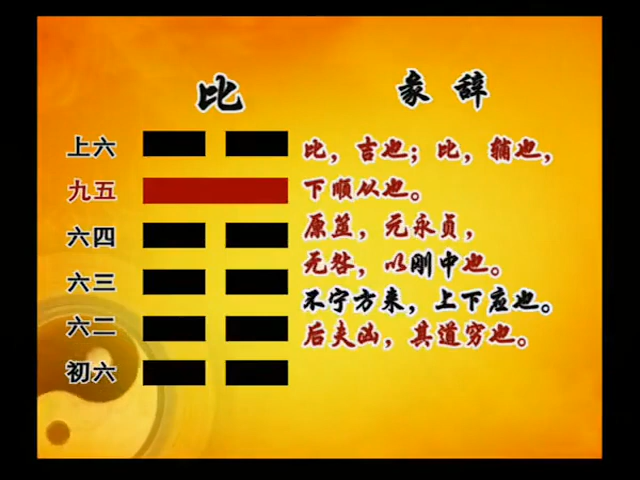 比
彖辞
上六
九五
六四
六三
六二
初六
比，吉也；比，辅也，
下顺从也。
原筮，元永贞，
无咎，以刚中也。
不宁方来，上下应也。
后夫凶，其道穷也。